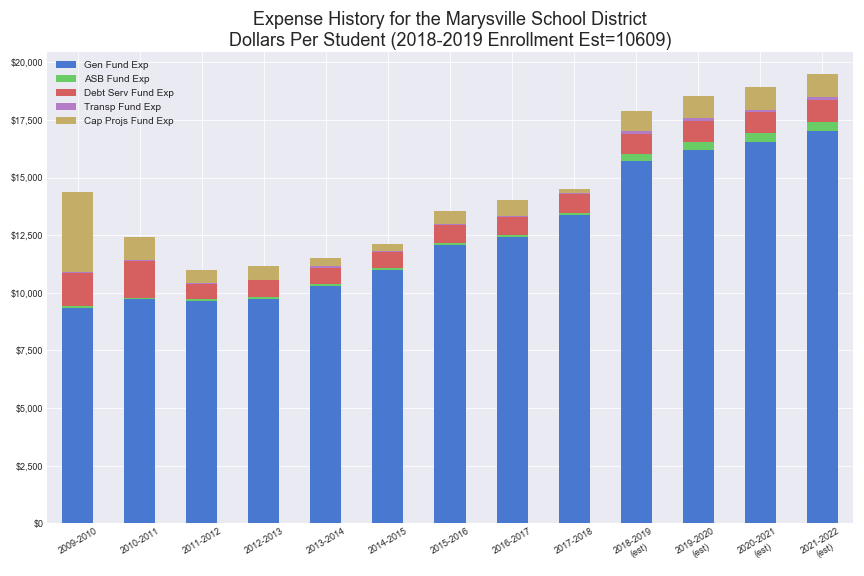 Expense History for the Marysville School District
Dollars Per Student (2018-2019 Enrollment Est=10609)
Gen Fund Exp
ASB Fund Exp
Debt Serv Fund Exp
Transp Fund Exp
Cap Projs Fund Exp
$20,000
$17,500
$15,000
$12,500
$10,000
$7,500
$5,000
$2,500
$0
2009-2010
2010-2011
2011-2012
2012-2013
2013-2014
2014-2015
2015-2016
2016-2017
2017-2018
2018-2019
(est)
2019-2020
(est)
2020-2021
(est)
2021-2022
(est)